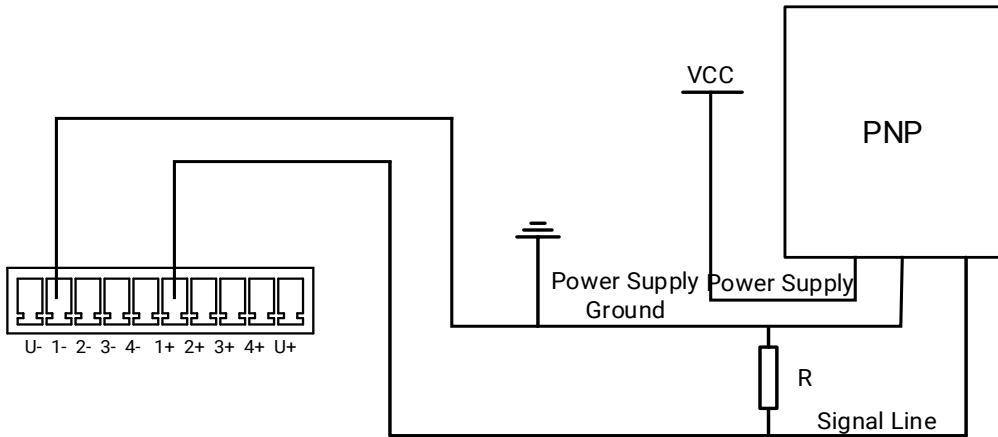 VCC
PNP
Power Supply Power Supply
Ground
U- 1- 2- 3- 4- 1+ 2+ 3+ 4+ U+
R
Signal Line